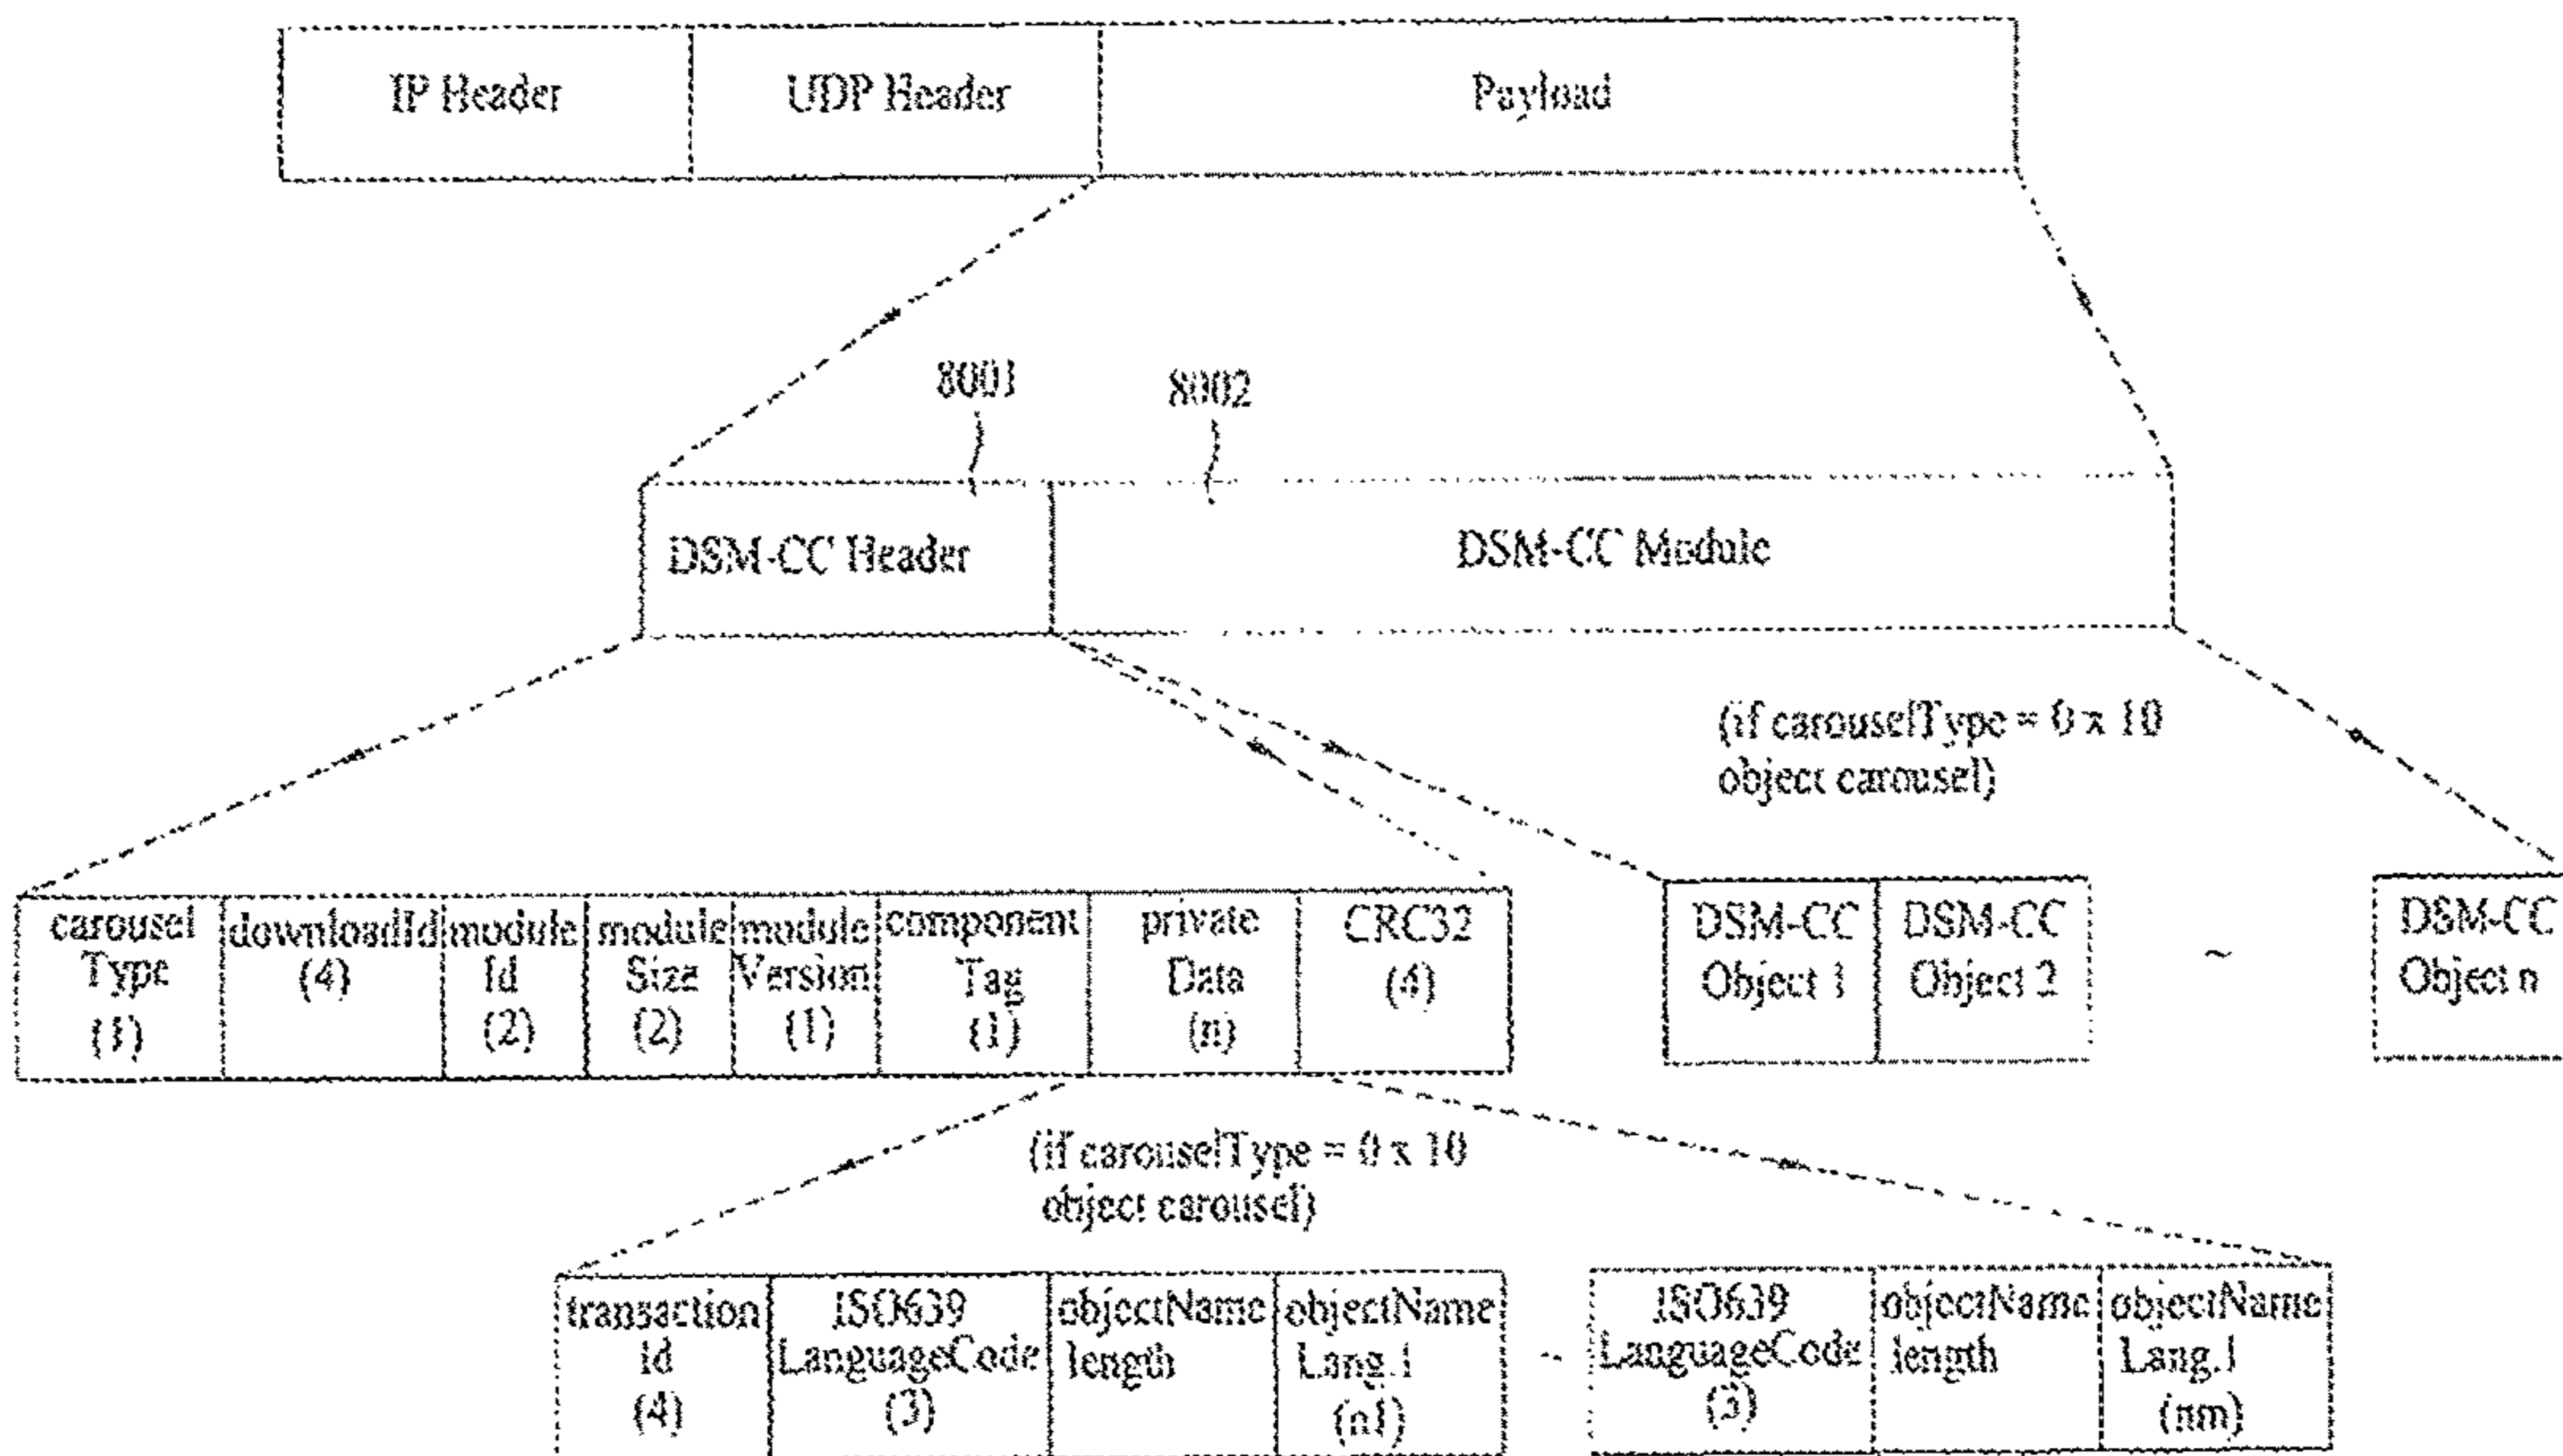 IP Header
UDP Header
Payload
8001
8002
DSM-CC Header
DSM-CC Module
(if carouselType = 0 x 10
object carousel)
carousel
Type
(1)
downloadId
(4)
module
Id
(2)
module
Size
(2)
module
Version
(1)
component
Tag
(1)
private
Data
(n)
CRC32
(4)
DSM-CC
Object 1
DSM-CC
Object 2
~
DSM-CC
Object n
(if carouselType = 0 x 10
object carousel)
transaction
Id
(4)
ISO639
LanguageCode
(3)
objectName
length
objectName
Lang.1
(n1)
~
ISO639
LanguageCode
(3)
objectName
length
objectName
Lang.1
(nm)